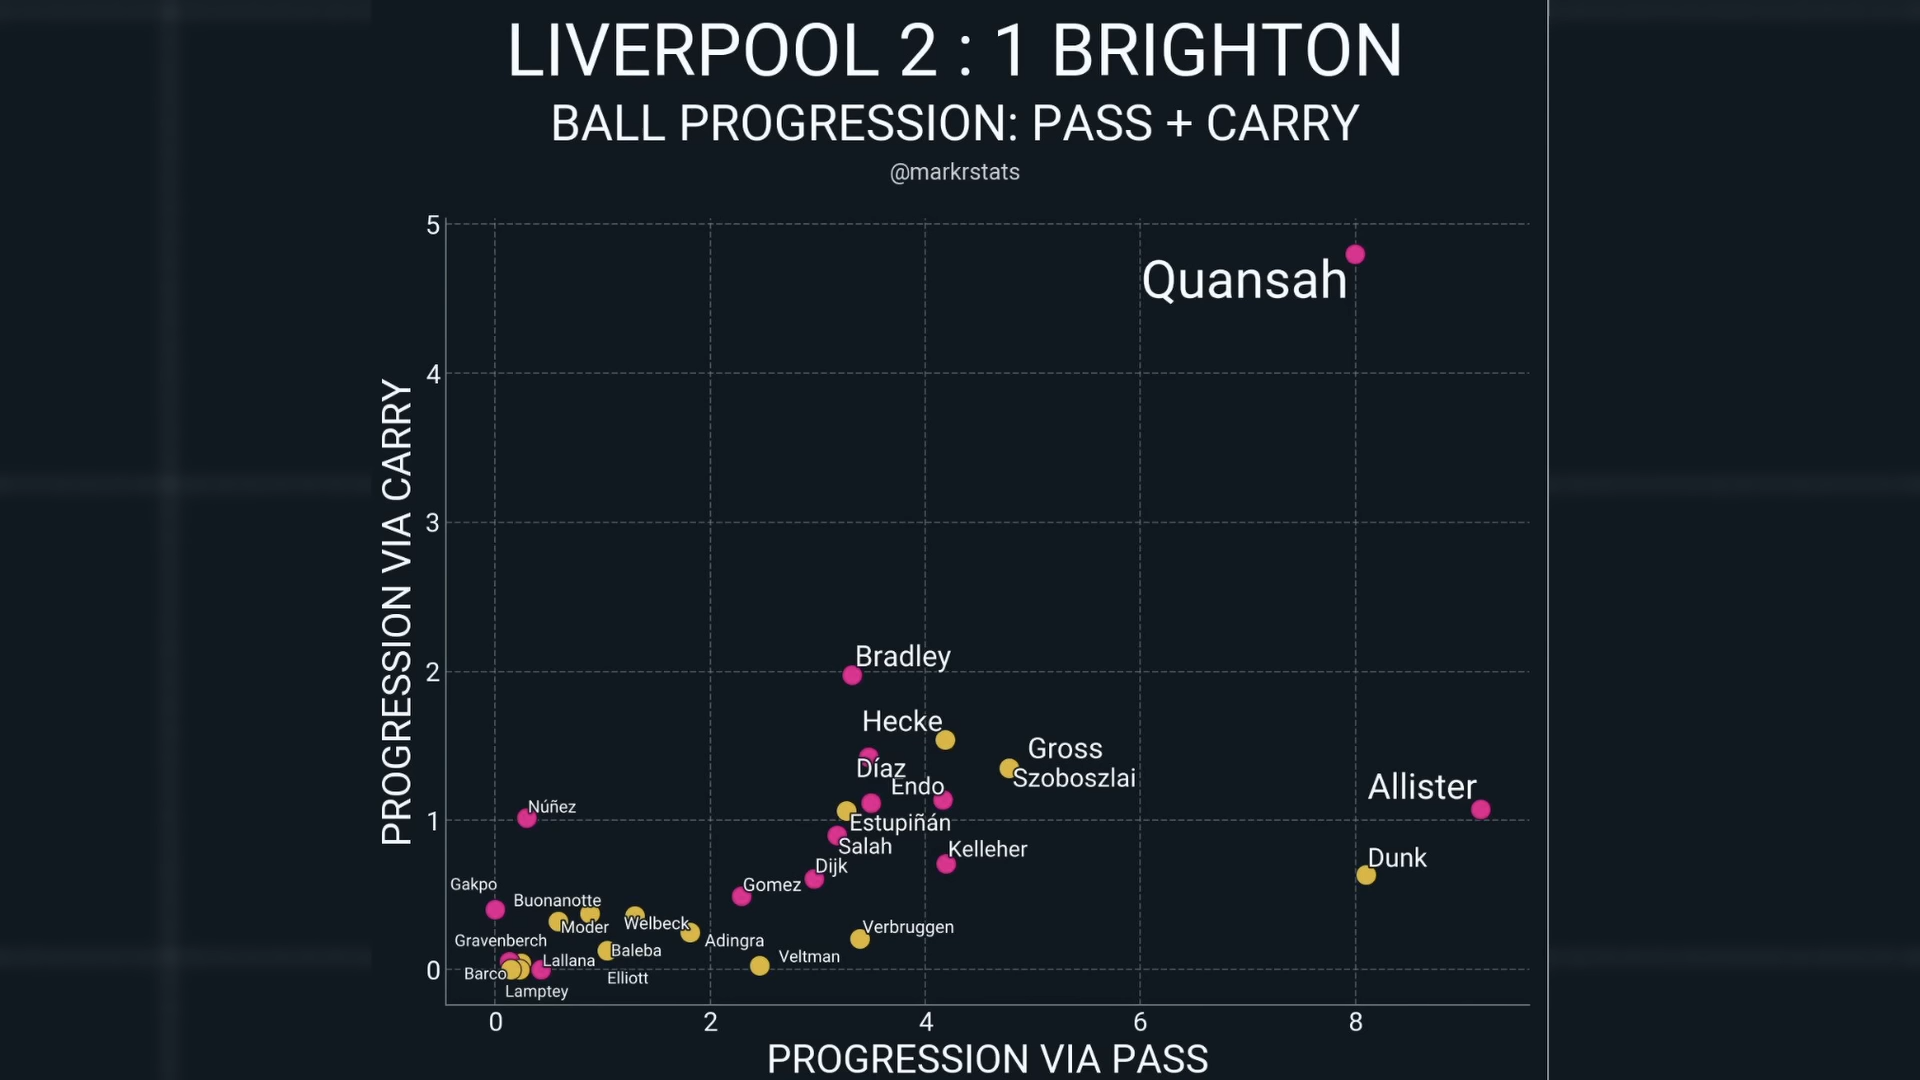 LIVERPOOL 2 : 1 BRIGHTON
BALL PROGRESSION: PASS + CARRY
@markrstats
5
Quansah
4
PROGRESSION VIA CARRY
3
Bradley
2
Hecke
Gross
Díaz
Szoboszlai
Endo
Allister
Núñez
1
Estupiñán
Salah
Kelleher
Dunk
Dijk
Gakpo
Gomez
Buonanotte
Moder
Welbeck
Verbruggen
Gravenberch
Adingra
Baleba
Veltman
Lallana
0
Barco
Elliott
Lamptey
0 2 4 6 8
PROGRESSION VIA PASS